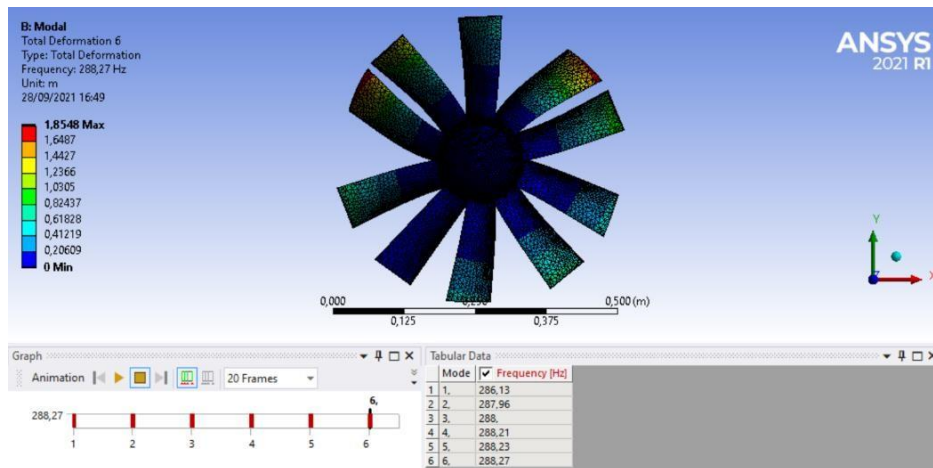 B: Modal
Total Deformation 6
Type: Total Deformation
Frequency: 288,27 Hz
Unit: m
28/09/2021 16:49
1,8548 Max
1,6487
1,4427
1,2366
1,0305
0,82437
0,61828
0,41219
0,20609
0 Min
ANSYS
2021 R1
Y
X
0,000
0,500 (m)
0,125
0,375
Graph
Animation
20 Frames
6,
288,27
1 2 3 4 5 6
Tabular Data
Mode Frequency [Hz]
1 1, 286,13
2 2, 287,96
3 3, 288,
4 4, 288,21
5 5, 288,23
6 6, 288,27